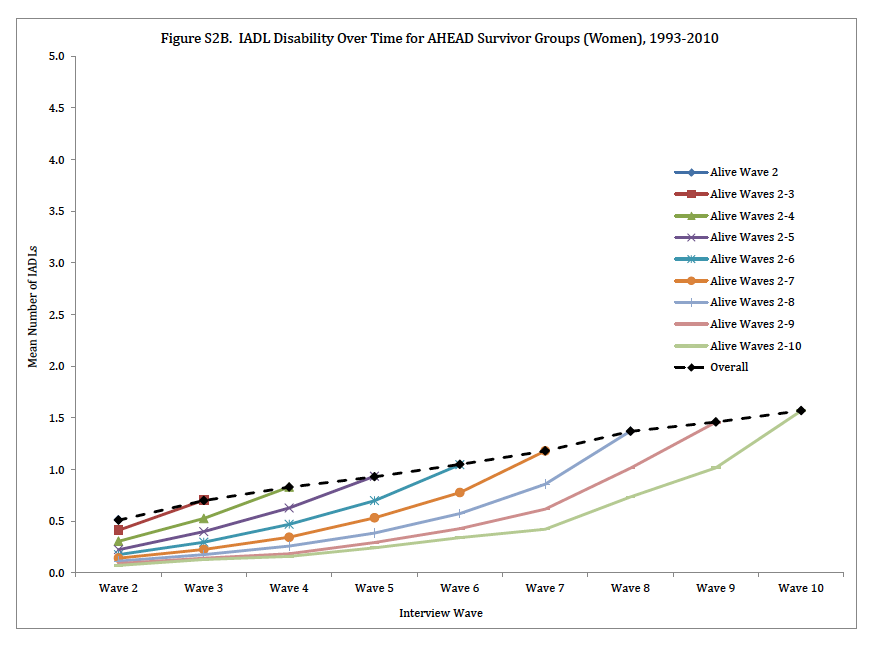 Figure S2B.  IADL Disability Over Time for AHEAD Survivor Groups (Women), 1993-2010
5.0
4.5
4.0
3.5
3.0
2.5
2.0
1.5
1.0
0.5
0.0
Mean Number of IADLs
Alive Wave 2
Alive Waves 2-3
Alive Waves 2-4
Alive Waves 2-5
Alive Waves 2-6
Alive Waves 2-7
Alive Waves 2-8
Alive Waves 2-9
Alive Waves 2-10
Overall
Wave 2 Wave 3 Wave 4 Wave 5 Wave 6 Wave 7 Wave 8 Wave 9 Wave 10
Interview Wave